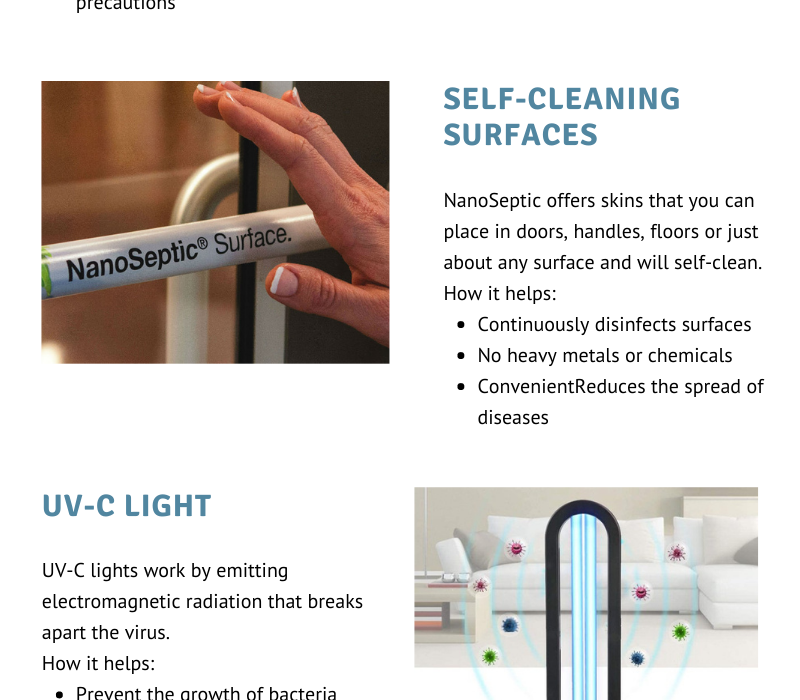 precautions
SELF-CLEANING
SURFACES
NanoSeptic® Surface.
NanoSeptic offers skins that you can
place in doors, handles, floors or just
about any surface and will self-clean.
How it helps:
• Continuously disinfects surfaces
• No heavy metals or chemicals
• ConvenientReduces the spread of
diseases
UV-C LIGHT
UV-C lights work by emitting
electromagnetic radiation that breaks
apart the virus.
How it helps:
• Prevent the growth of bacteria